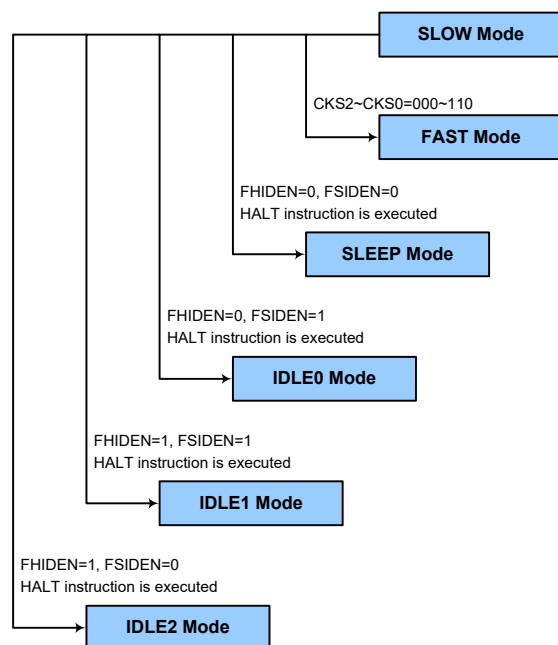 SLOW Mode
CKS2~CKS0=000~110
FAST Mode
FHIDEN=0, FSIDEN=0
HALT instruction is executed
SLEEP Mode
FHIDEN=0, FSIDEN=1
HALT instruction is executed
IDLE0 Mode
FHIDEN=1, FSIDEN=1
HALT instruction is executed
IDLE1 Mode
FHIDEN=1, FSIDEN=0
HALT instruction is executed
IDLE2 Mode